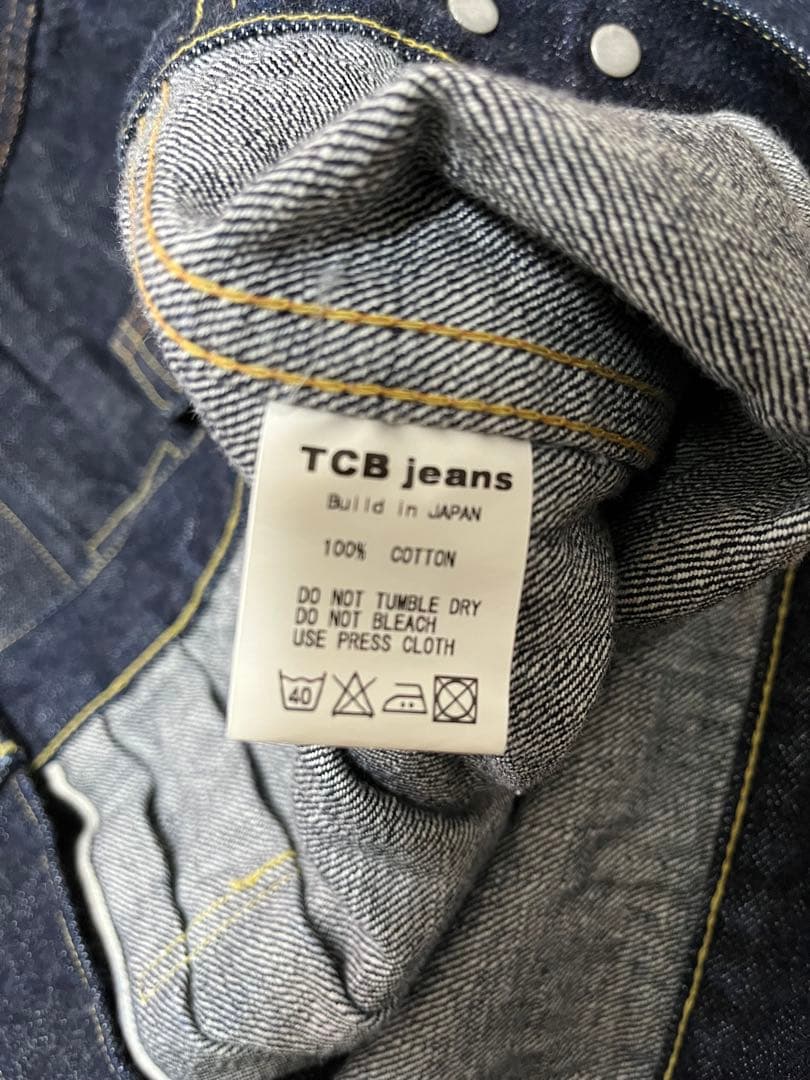 TCB jeans
Build in JAPAN
100% COTTON
DO NOT TUMBLE DRY
DO NOT BLEACH
USE PRESS CLOTH
40